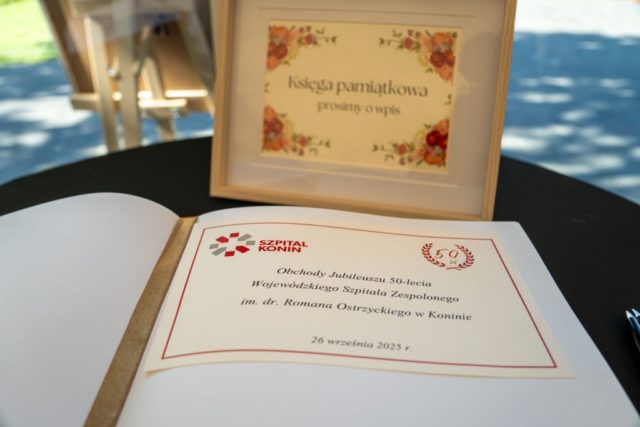 Księga pamiątkowa
prosimy o wpis
SZPITAL
KONIN
50
lat
Obchody Jubileuszu 50-lecia
Wojewódzkiego Szpitala Zespolonego
im. dr. Romana Ostrzyckiego w Koninie
26 września 2025 r.